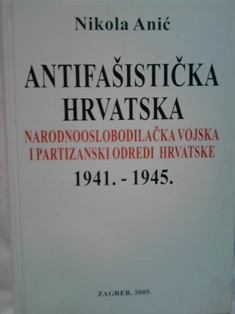 Nikola Anić
ANTIFAŠISTIČKA
HRVATSKA
NARODNOOSLOBODILAČKA VOJSKA
I PARTIZANSKI ODREDI HRVATSKE
1941. - 1945.
ZAGREB, 2005.